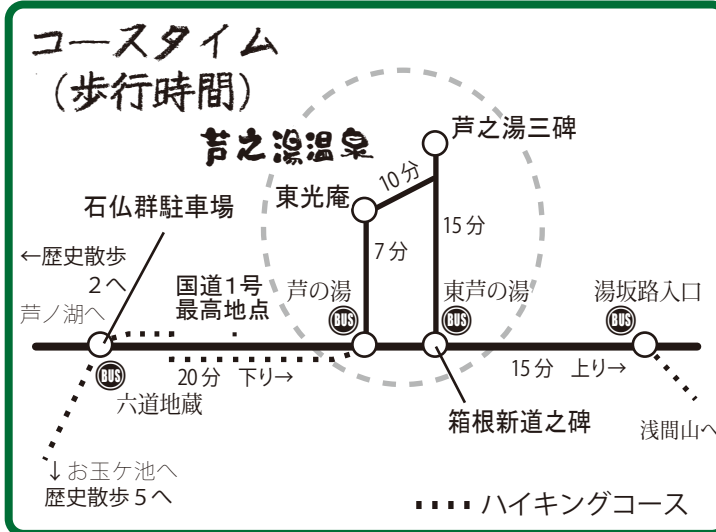 コースタイム
(歩行時間)
芦之湯温泉
芦之湯三碑
10分
東光庵
石仏群駐車場
15分
7分
←歴史散歩
2へ
国道1号
最高地点
芦の湯
東芦の湯
湯坂路入口
芦ノ湖へ
BUS
BUS
BUS
BUS
20分 下り→
15分 上り→
六道地蔵
箱根新道之碑
浅間山へ
↓お玉ケ池へ
歴史散歩5へ
ハイキングコース